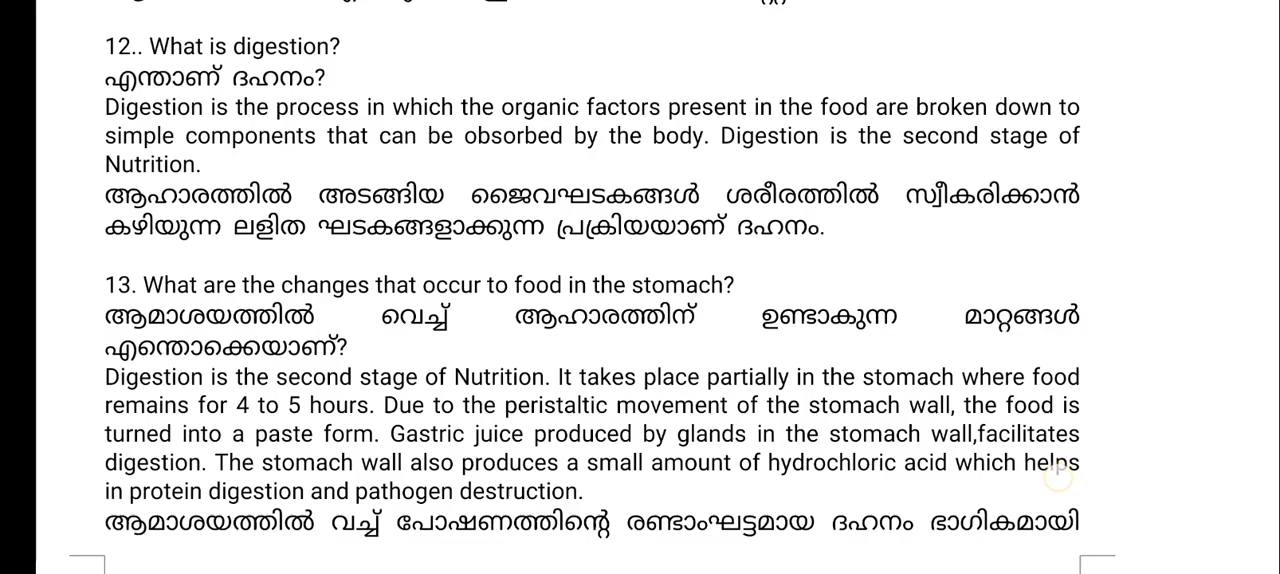 12.. What is digestion?
എന്താണ് ദഹനം?
Digestion is the process in which the organic factors present in the food are broken down to
simple components that can be obsorbed by the body. Digestion is the second stage of
Nutrition.
ആഹാരത്തിൽ അടങ്ങിയ ജൈവഘടകങ്ങൾ ശരീരത്തിൽ സ്വീകരിക്കാൻ
കഴിയുന്ന ലളിത ഘടകങ്ങളാക്കുന്ന പ്രക്രിയയാണ് ദഹനം.
13. What are the changes that occur to food in the stomach?
ആമാശയത്തിൽ വെച്ച് ആഹാരത്തിന് ഉണ്ടാകുന്ന മാറ്റങ്ങൾ
എന്തൊക്കെയാണ്?
Digestion is the second stage of Nutrition. It takes place partially in the stomach where food
remains for 4 to 5 hours. Due to the peristaltic movement of the stomach wall, the food is
turned into a paste form. Gastric juice produced by glands in the stomach wall,facilitates
digestion. The stomach wall also produces a small amount of hydrochloric acid which helps
in protein digestion and pathogen destruction.
ആമാശയത്തിൽ വച്ച് പോഷണത്തിന്റെ രണ്ടാംഘട്ടമായ ദഹനം ഭാഗികമായി